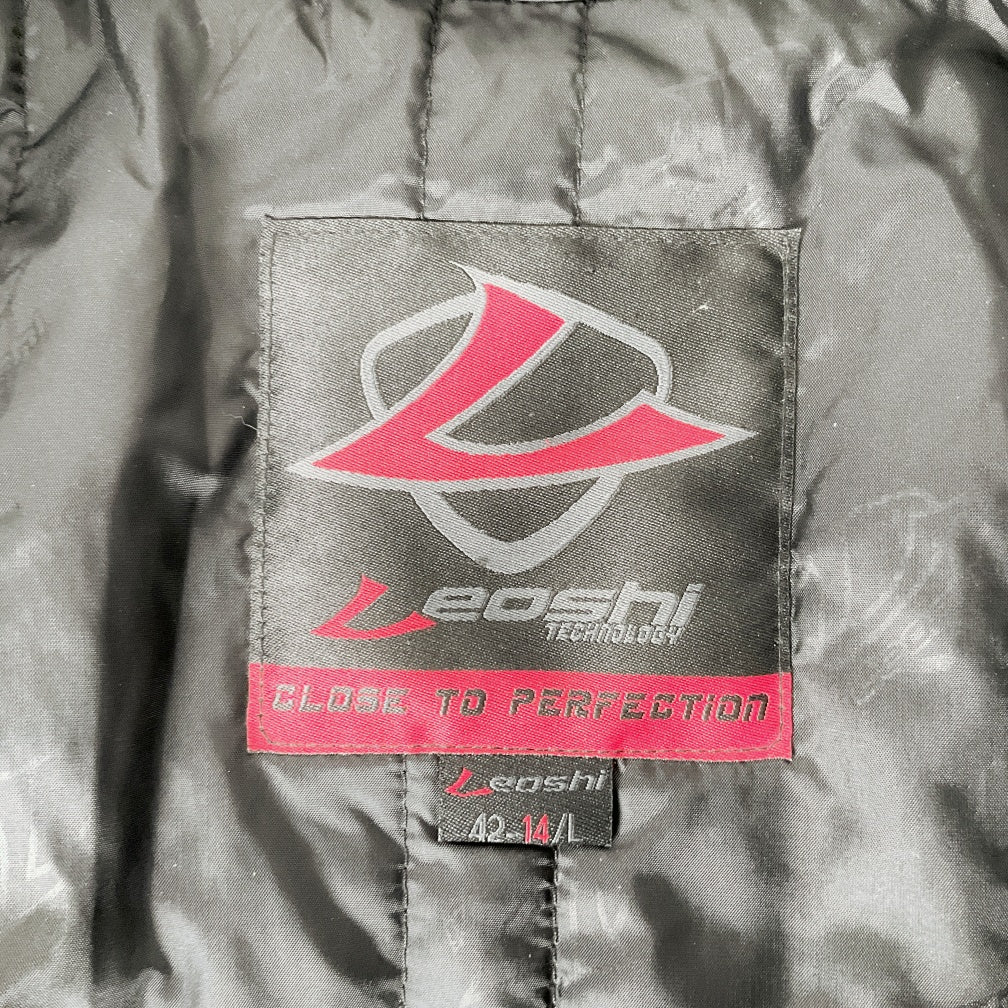 Leoshi
TECHNOLOGY
CLOSE TO PERFECTION
Leoshi
42-14/L